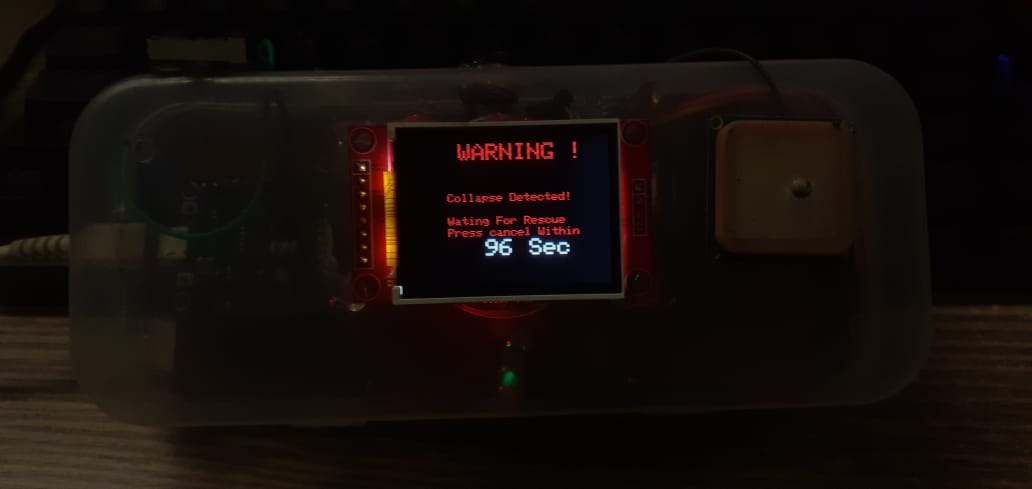 WARNING !
Collapse Detected!
Wating For Rescue
Press cancel Within
96 Sec